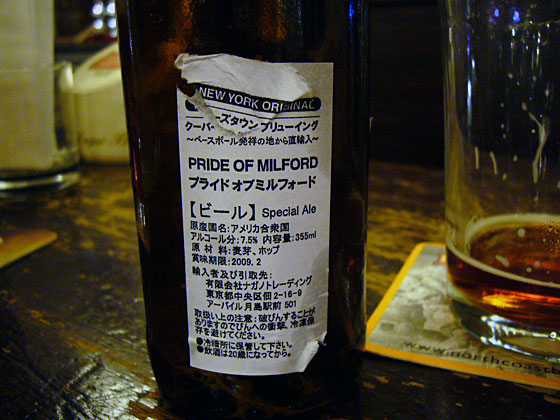 NEW YORK ORIGINAL
クーパーズタウン ブリューイング
～ベースボール発祥の地から直輸入～
PRIDE OF MILFORD
プライド オブミルフォード
【ビール】 Special Ale
原産国名:アメリカ合衆国
アルコール分:7.5% 内容量:355ml
原 材 料:麦芽、ホップ
賞味期限:2009. 2
輸入者及び引取先:
有限会社ナガノトレーディング
東京都中央区佃 2-16-9
アーバイル月島駅前 501
取扱い上の注意:破びんすることが
ありますのでびんへの衝撃、冷凍保
存を避けてください。
●冷暗所に保管して下さい。
●飲酒は20歳になってから。
www.northcoastb